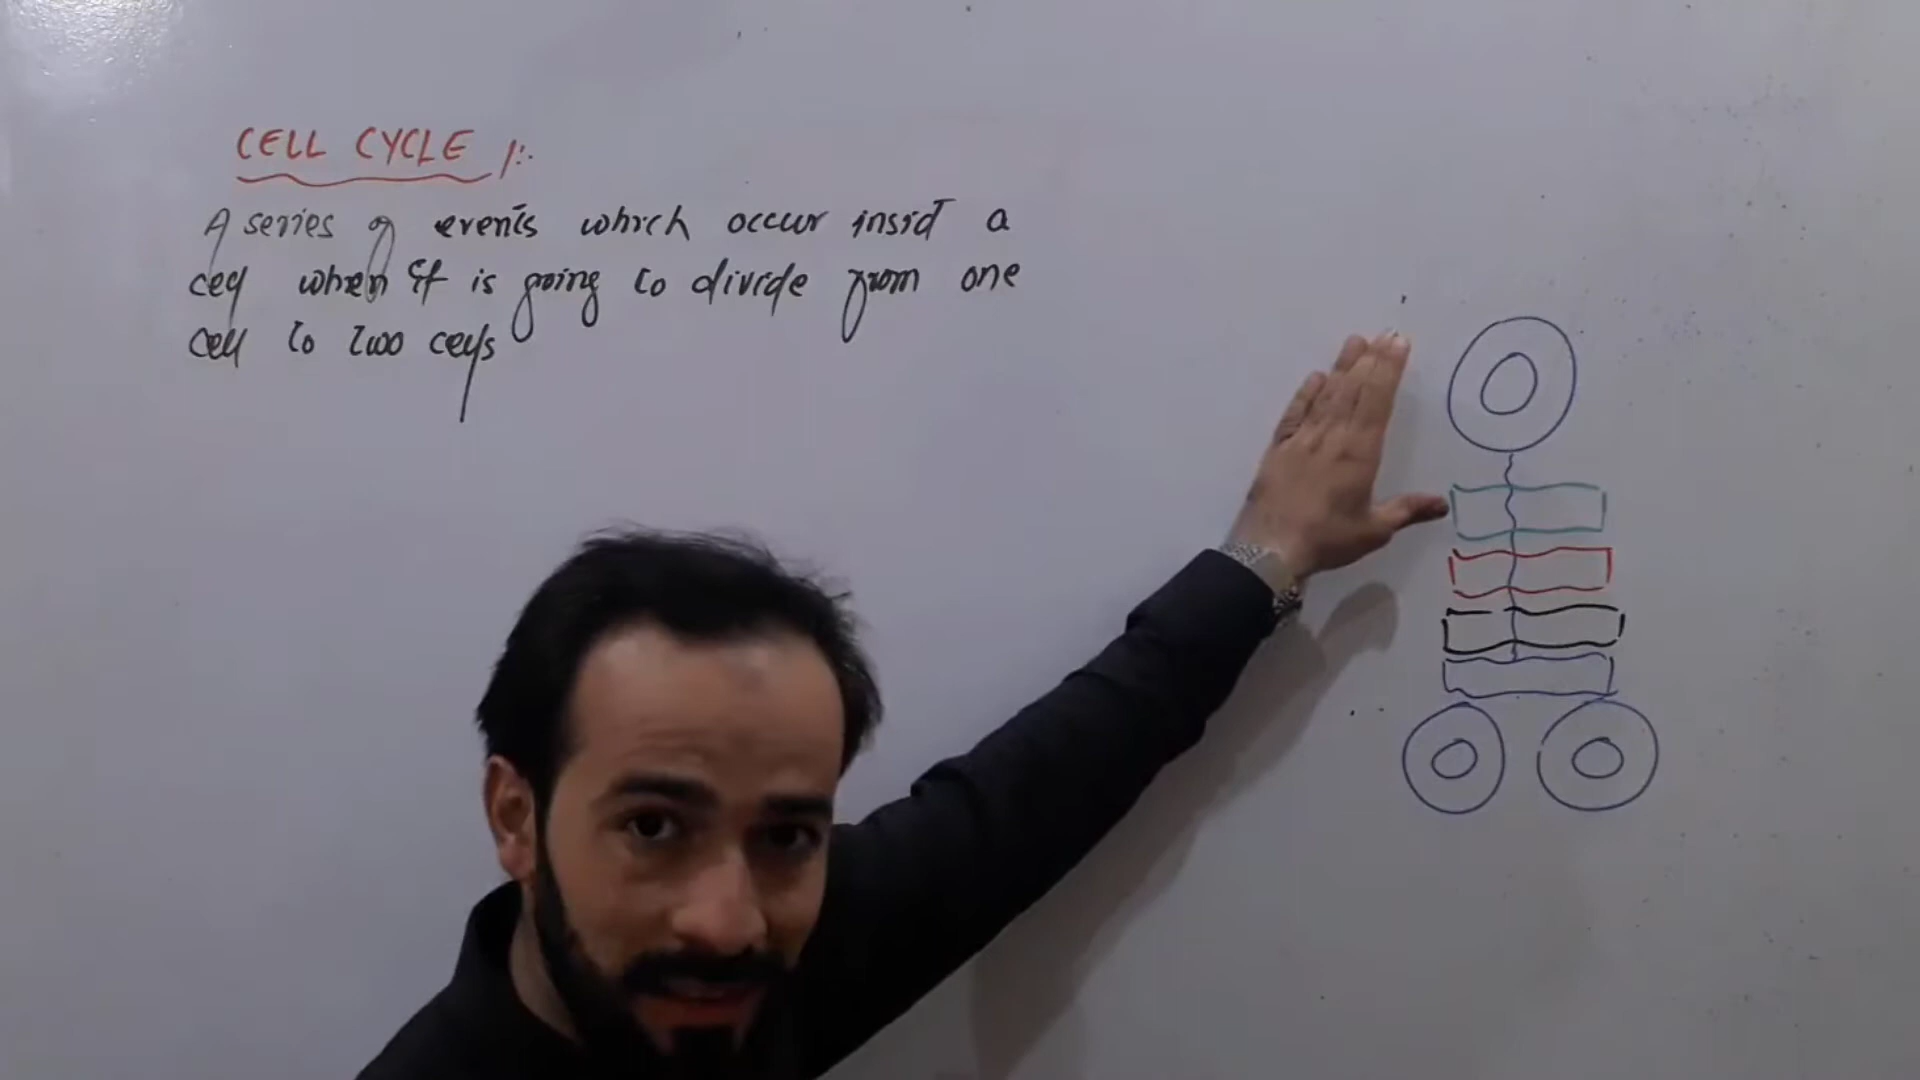 CELL CYCLE :-
A series of events which occur insid a
cell when it is going to divide from one
cell to two cells